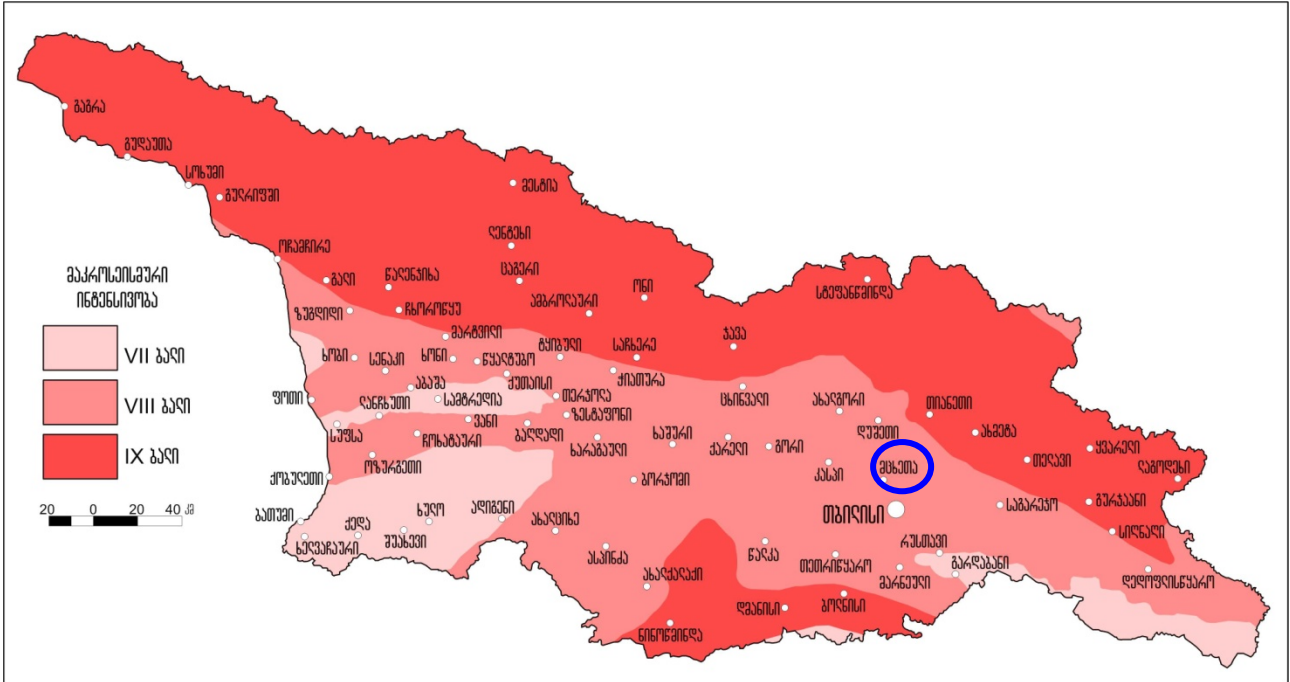 გაგრა
გუდაუთა
სოხუმი
გულრიფში
მესტია
ოჩამჩირე
ლენტეხი
მაკროსეისმური
ინტენსივობა
VII ბალი
VIII ბალი
IX ბალი
20 0 20 40 კმ
გალი
წალენჯიხა
ცაგერი
ონი
სტეფანწმინდა
ზუგდიდი
ჩხოროწყუ
ამბროლაური
მარტვილი
ტყიბული
საჩხერე
ჯავა
ხობი
სენაკი
ხონი
წყალტუბო
ქუთაისი
ჭიათურა
ფოთი
აბაშა
ლანჩხუთი
სამტრედია
თერჯოლა
ცხინვალი
ახალგორი
თიანეთი
სუფსა
ვანი
ზესტაფონი
დუშეთი
ახმეტა
ჩოხატაური
ბაღდადი
ხარაგაული
ხაშური
ქარელი
გორი
ყვარელი
ოზურგეთი
კასპი
მცხეთა
თელავი
ლაგოდეხი
ქობულეთი
ბორჯომი
ბათუმი
ქედა
ხულო
ადიგენი
ახალციხე
თბილისი
საგარეჯო
გურჯაანი
ხელვაჩაური
შუახევი
ასპინძა
წალკა
თეთრიწყარო
რუსთავი
სიღნაღი
ახალქალაქი
მარნეული
გარდაბანი
დედოფლისწყარო
ნინოწმინდა
დმანისი
ბოლნისი